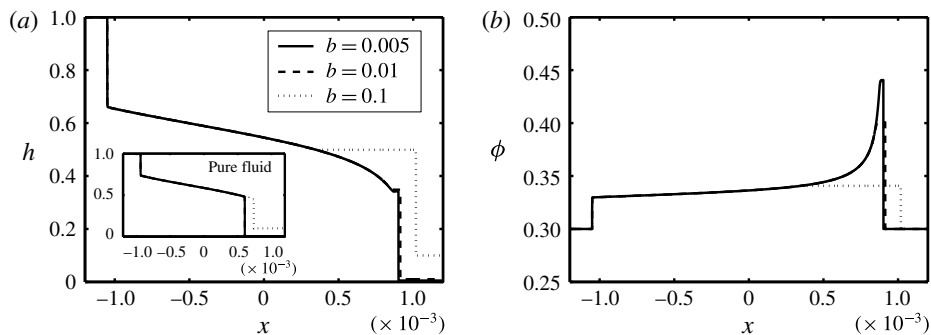 (a)
1.0
0.8
0.6
0.4
0.2
0
h
b = 0.005
b = 0.01
b = 0.1
Pure fluid
1.0
0.5
0
−1.0 −0.5 0 0.5 1.0
(× 10⁻³)
−1.0 −0.5 0 0.5 1.0
x
(× 10⁻³)
(b)
0.50
0.45
0.40
0.35
0.30
0.25
ϕ
−1.0 −0.5 0 0.5 1.0
x
(× 10⁻³)